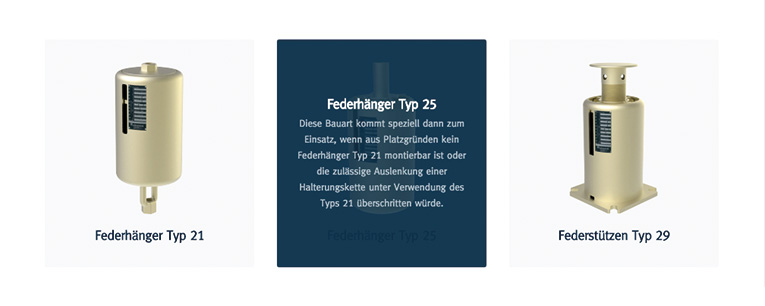 Federhänger Typ 21
Federhänger Typ 25
Diese Bauart kommt speziell dann zum
Einsatz, wenn aus Platzgründen kein
Federhänger Typ 21 montierbar ist oder
die zulässige Auslenkung einer
Halterungskette unter Verwendung des
Typs 21 überschritten würde.
Federhänger Typ 25
Federstützen Typ 29